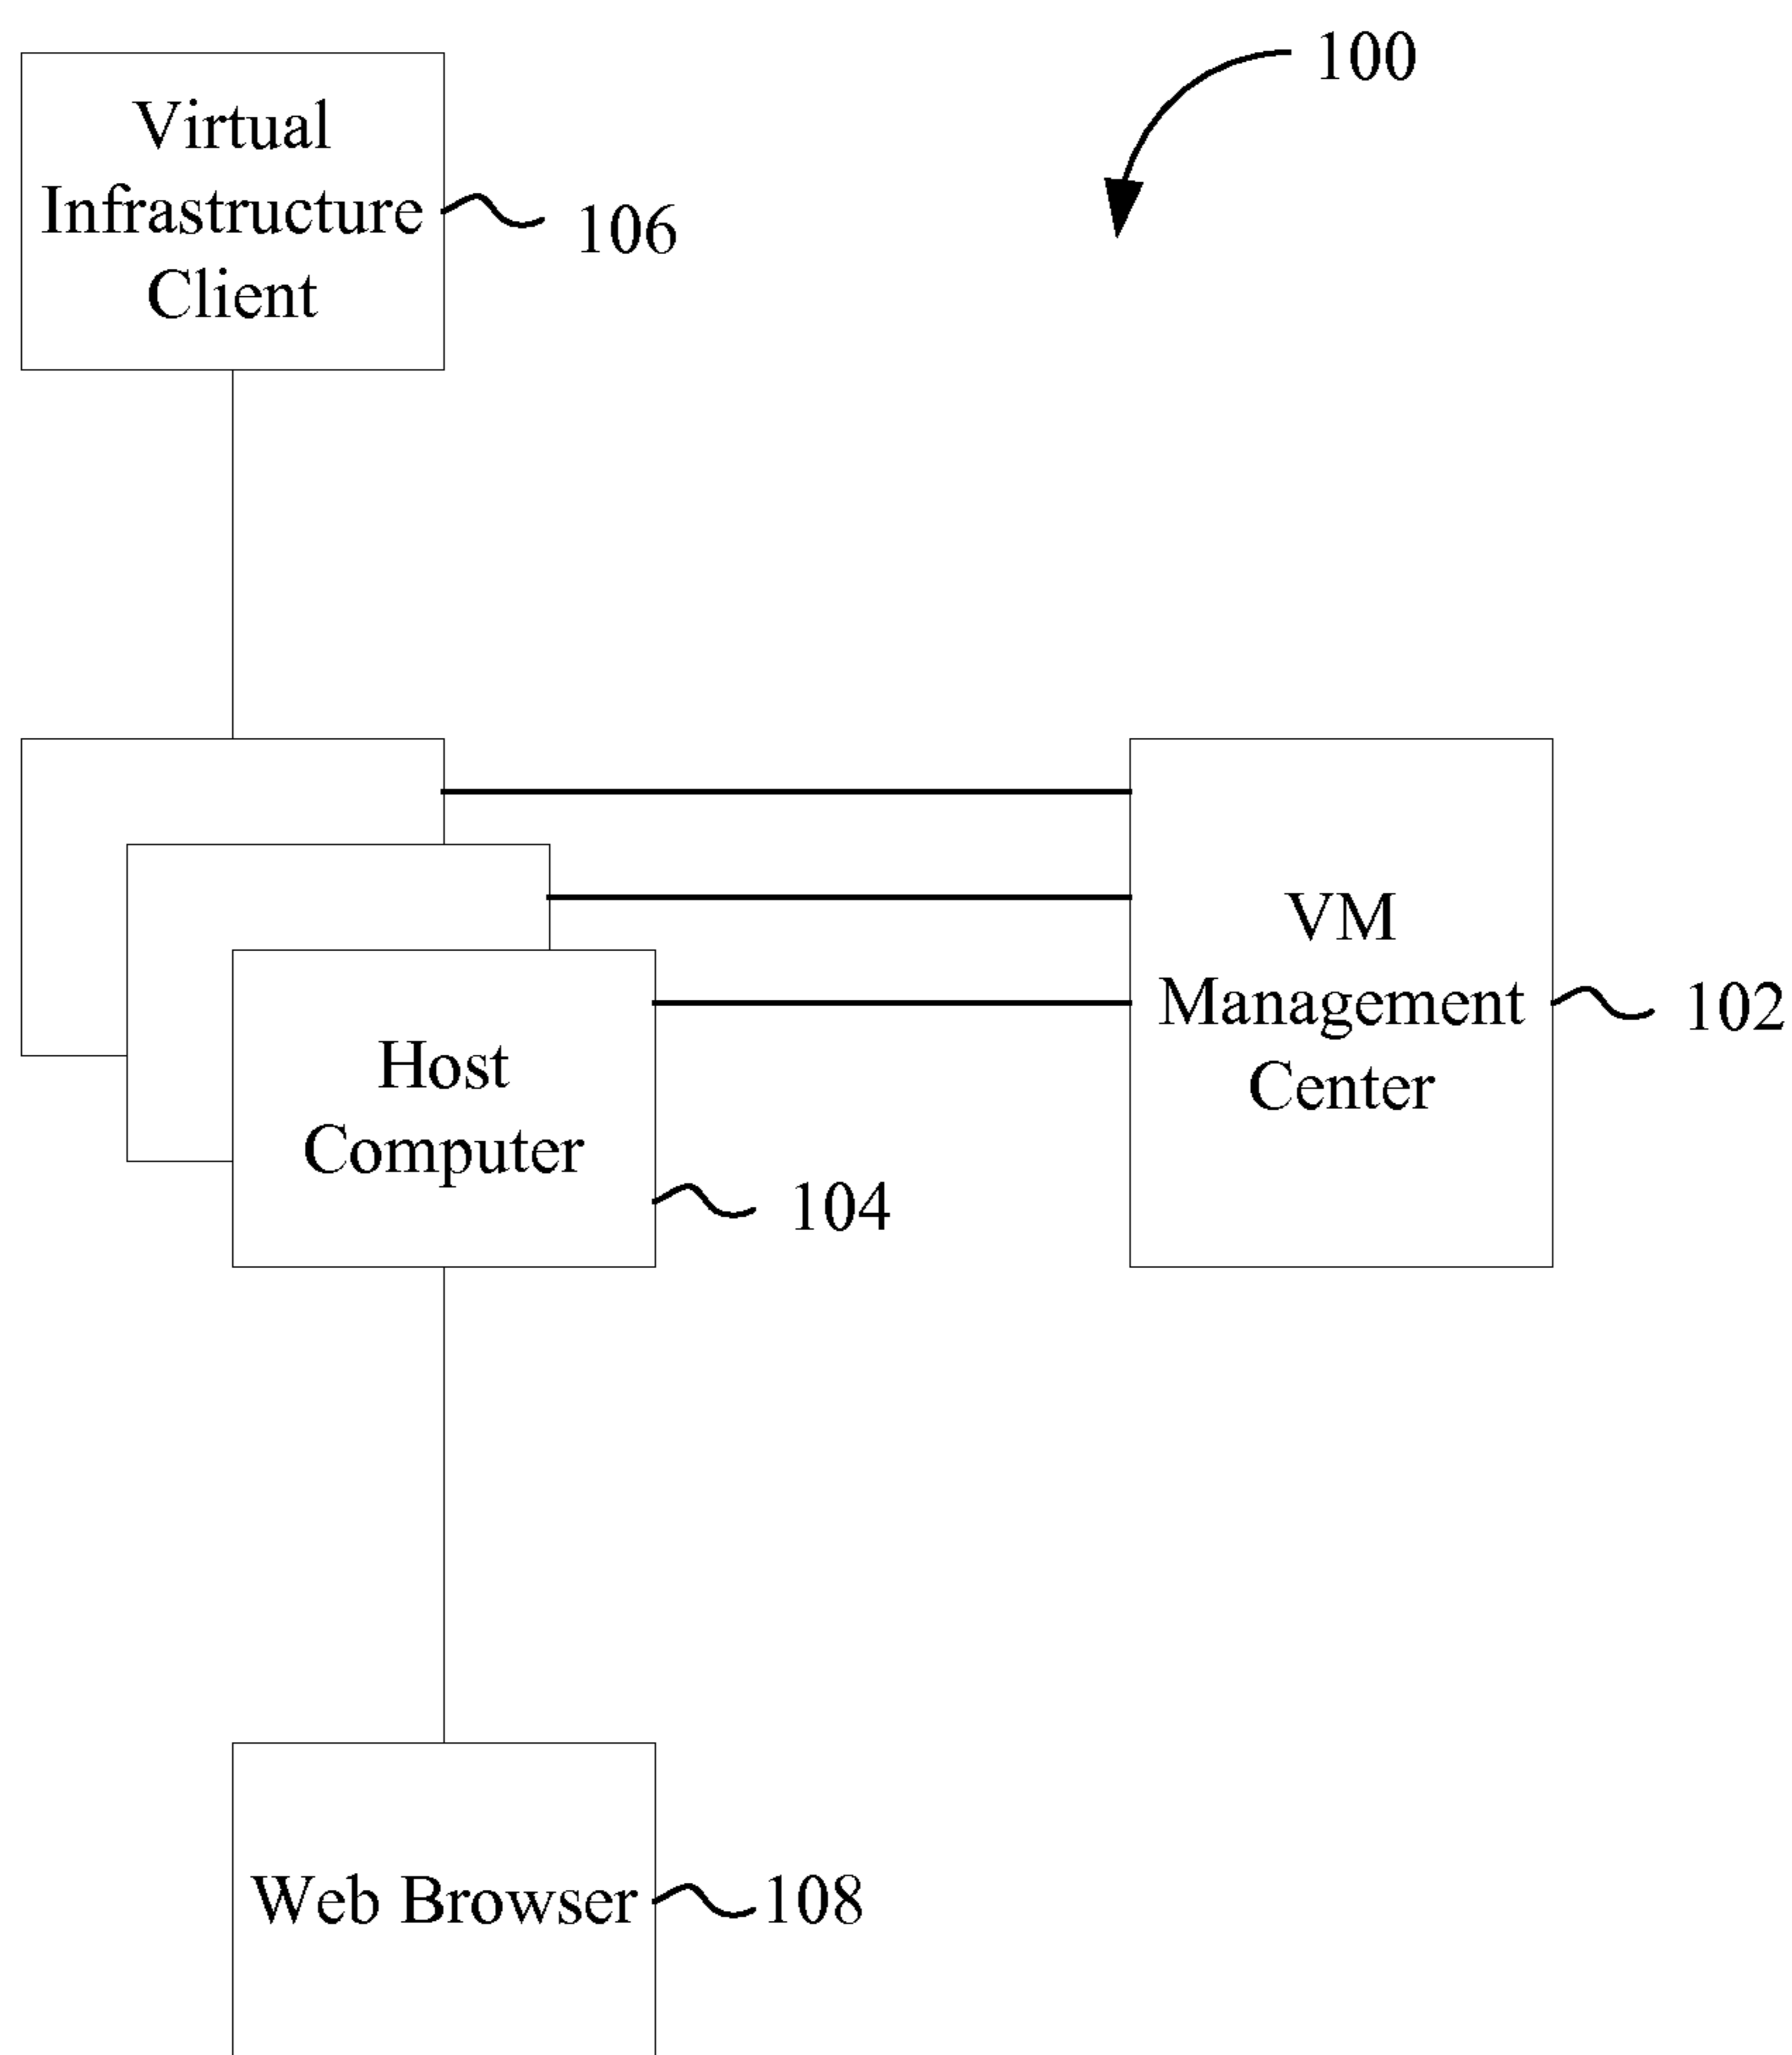 100
Virtual
Infrastructure
Client
106
VM
Management
Center
102
Host
Computer
104
Web Browser
108